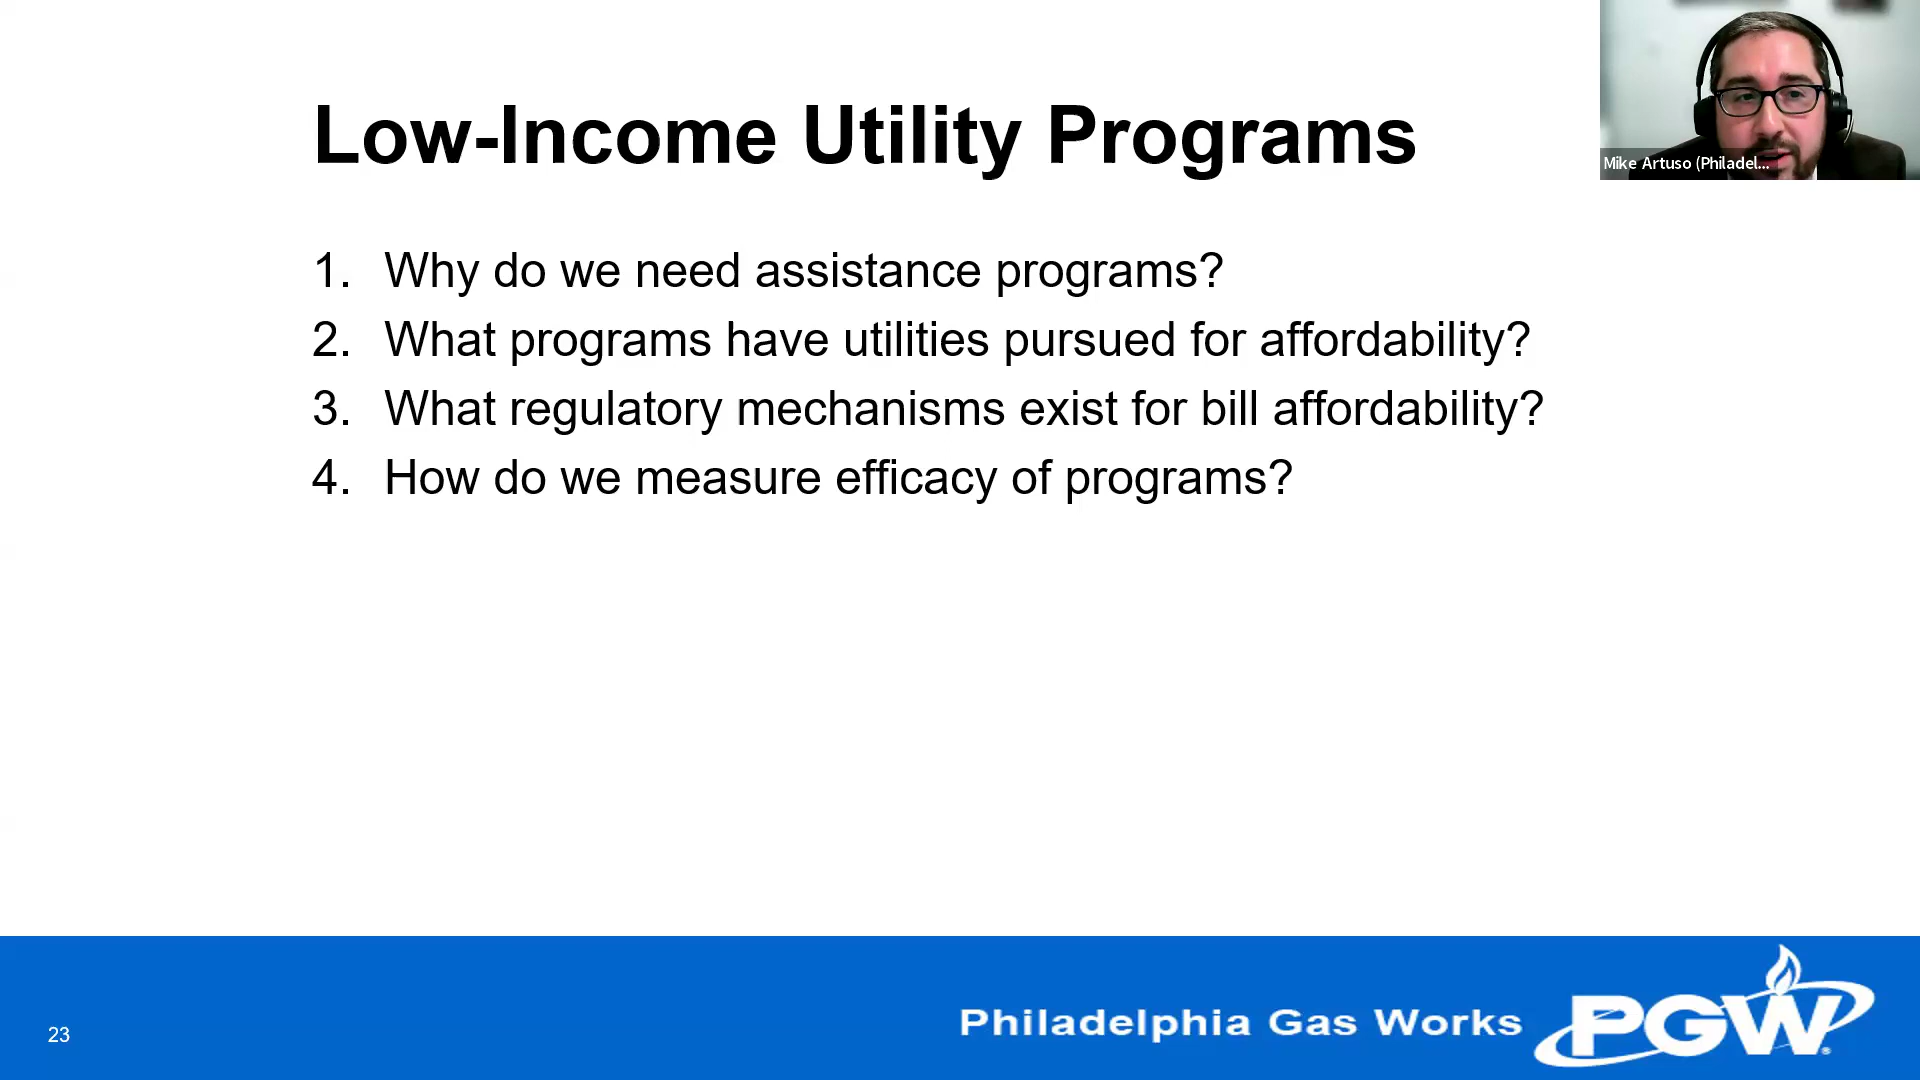 Low-Income Utility Programs
Mike Artuso (Philadel...
1. Why do we need assistance programs?
2. What programs have utilities pursued for affordability?
3. What regulatory mechanisms exist for bill affordability?
4. How do we measure efficacy of programs?
23
Philadelphia Gas Works
PGW®